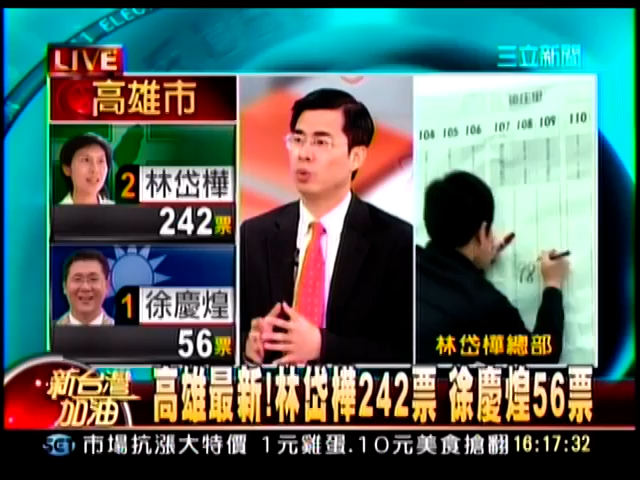 LIVE
三立新聞
高雄市
2 林岱樺
242票
1 徐慶煌
56票
104 105 106 107 108 109 110
林岱樺總部
新台灣
加油
高雄最新!林岱樺242票 徐慶煌56票
SET 市場抗漲大特價 1元雞蛋.10元美食搶翻 16:17:32